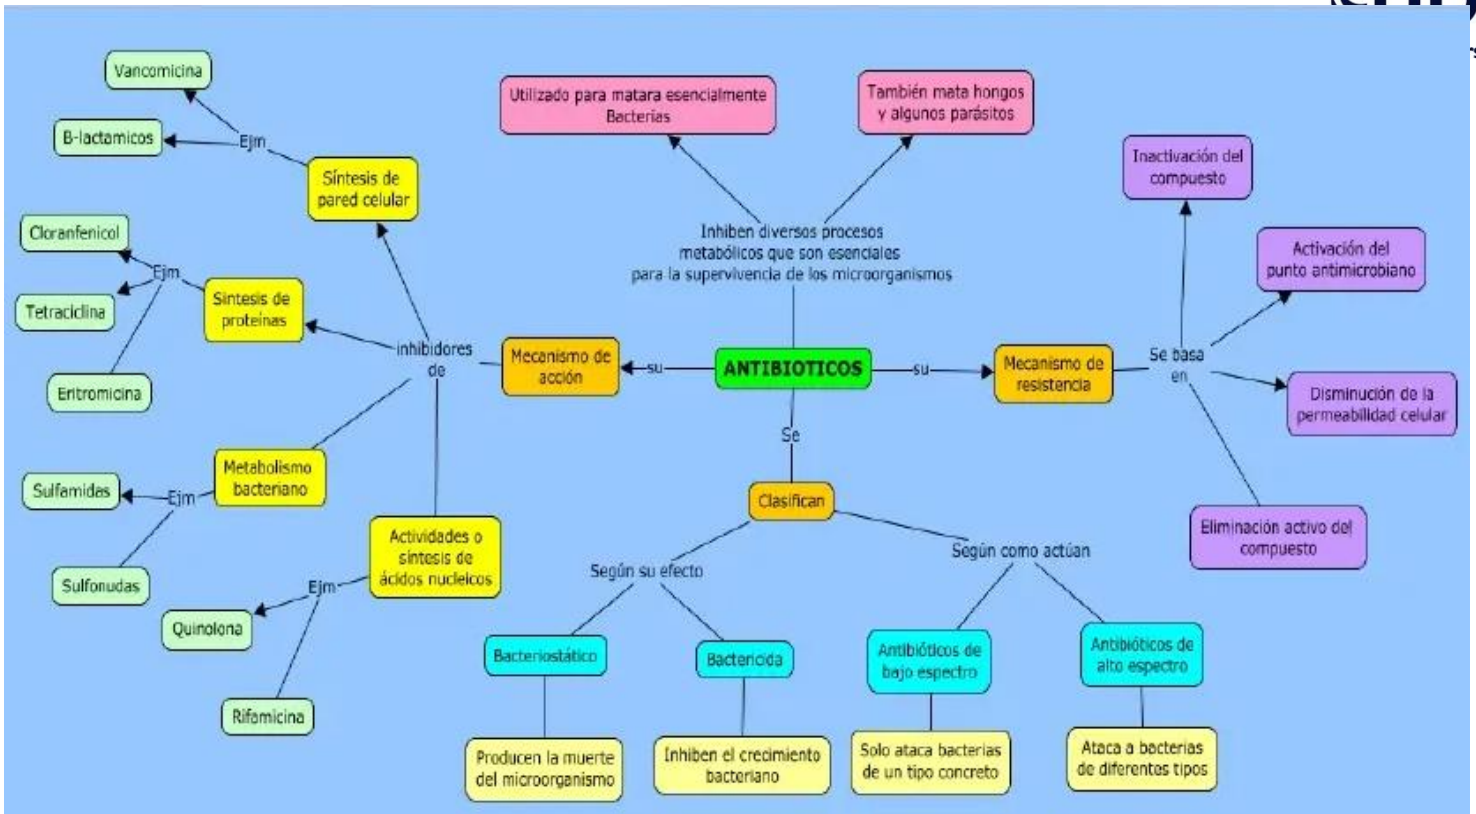 Vancomicina
B-lactamicos
Ejm
Síntesis de
pared celular
Cloranfenicol
Ejm
Tetraciclina
Eritromicina
Sintesis de
proteínas
inhibidores
de
Metabolismo
bacteriano
Ejm
Sulfamidas
Sulfonudas
Actividades o
síntesis de
ácidos nucleicos
Ejm
Quinolona
Rifamicina
Mecanismo de
acción
su
ANTIBIOTICOS
su
Utilizado para matara esencialmente
Bacterias
También mata hongos
y algunos parásitos
Inhiben diversos procesos
metabólicos que son esenciales
para la supervivencia de los microorganismos
Mecanismo de
resistencia
Se basa
en
Inactivación del
compuesto
Activación del
punto antimicrobiano
Disminución de la
permeabilidad celular
Eliminación activo del
compuesto
Se
Clasifican
Según su efecto
Según como actúan
Bacteriostático
Bactericida
Antibióticos de
bajo espectro
Antibióticos de
alto espectro
Producen la muerte
del microorganismo
Inhiben el crecimiento
bacteriano
Solo ataca bacterias
de un tipo concreto
Ataca a bacterias
de diferentes tipos